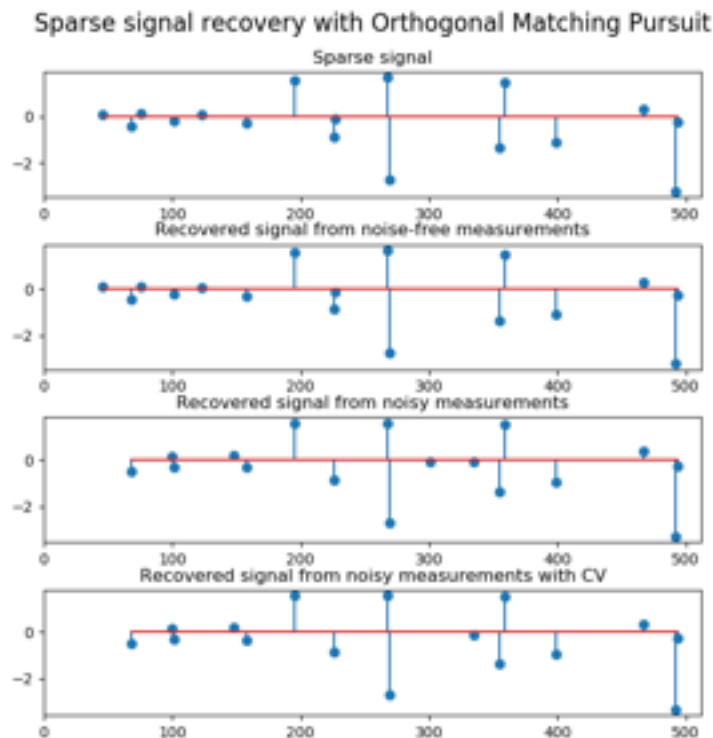 Sparse signal recovery with Orthogonal Matching Pursuit
Sparse signal
0
−2
0 100 200 300 400 500
Recovered signal from noise-free measurements
0
−2
0 100 200 300 400 500
Recovered signal from noisy measurements
0
−2
0 100 200 300 400 500
Recovered signal from noisy measurements with CV
0
−2
0 100 200 300 400 500